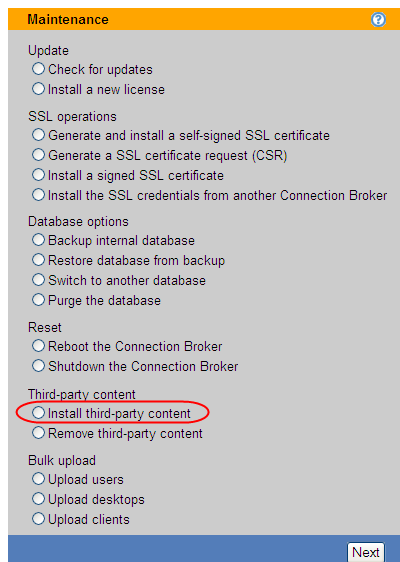 Maintenance
?
Update
Check for updates
Install a new license
SSL operations
Generate and install a self-signed SSL certificate
Generate a SSL certificate request (CSR)
Install a signed SSL certificate
Install the SSL credentials from another Connection Broker
Database options
Backup internal database
Restore database from backup
Switch to another database
Purge the database
Reset
Reboot the Connection Broker
Shutdown the Connection Broker
Third-party content
Install third-party content
Remove third-party content
Bulk upload
Upload users
Upload desktops
Upload clients
Next